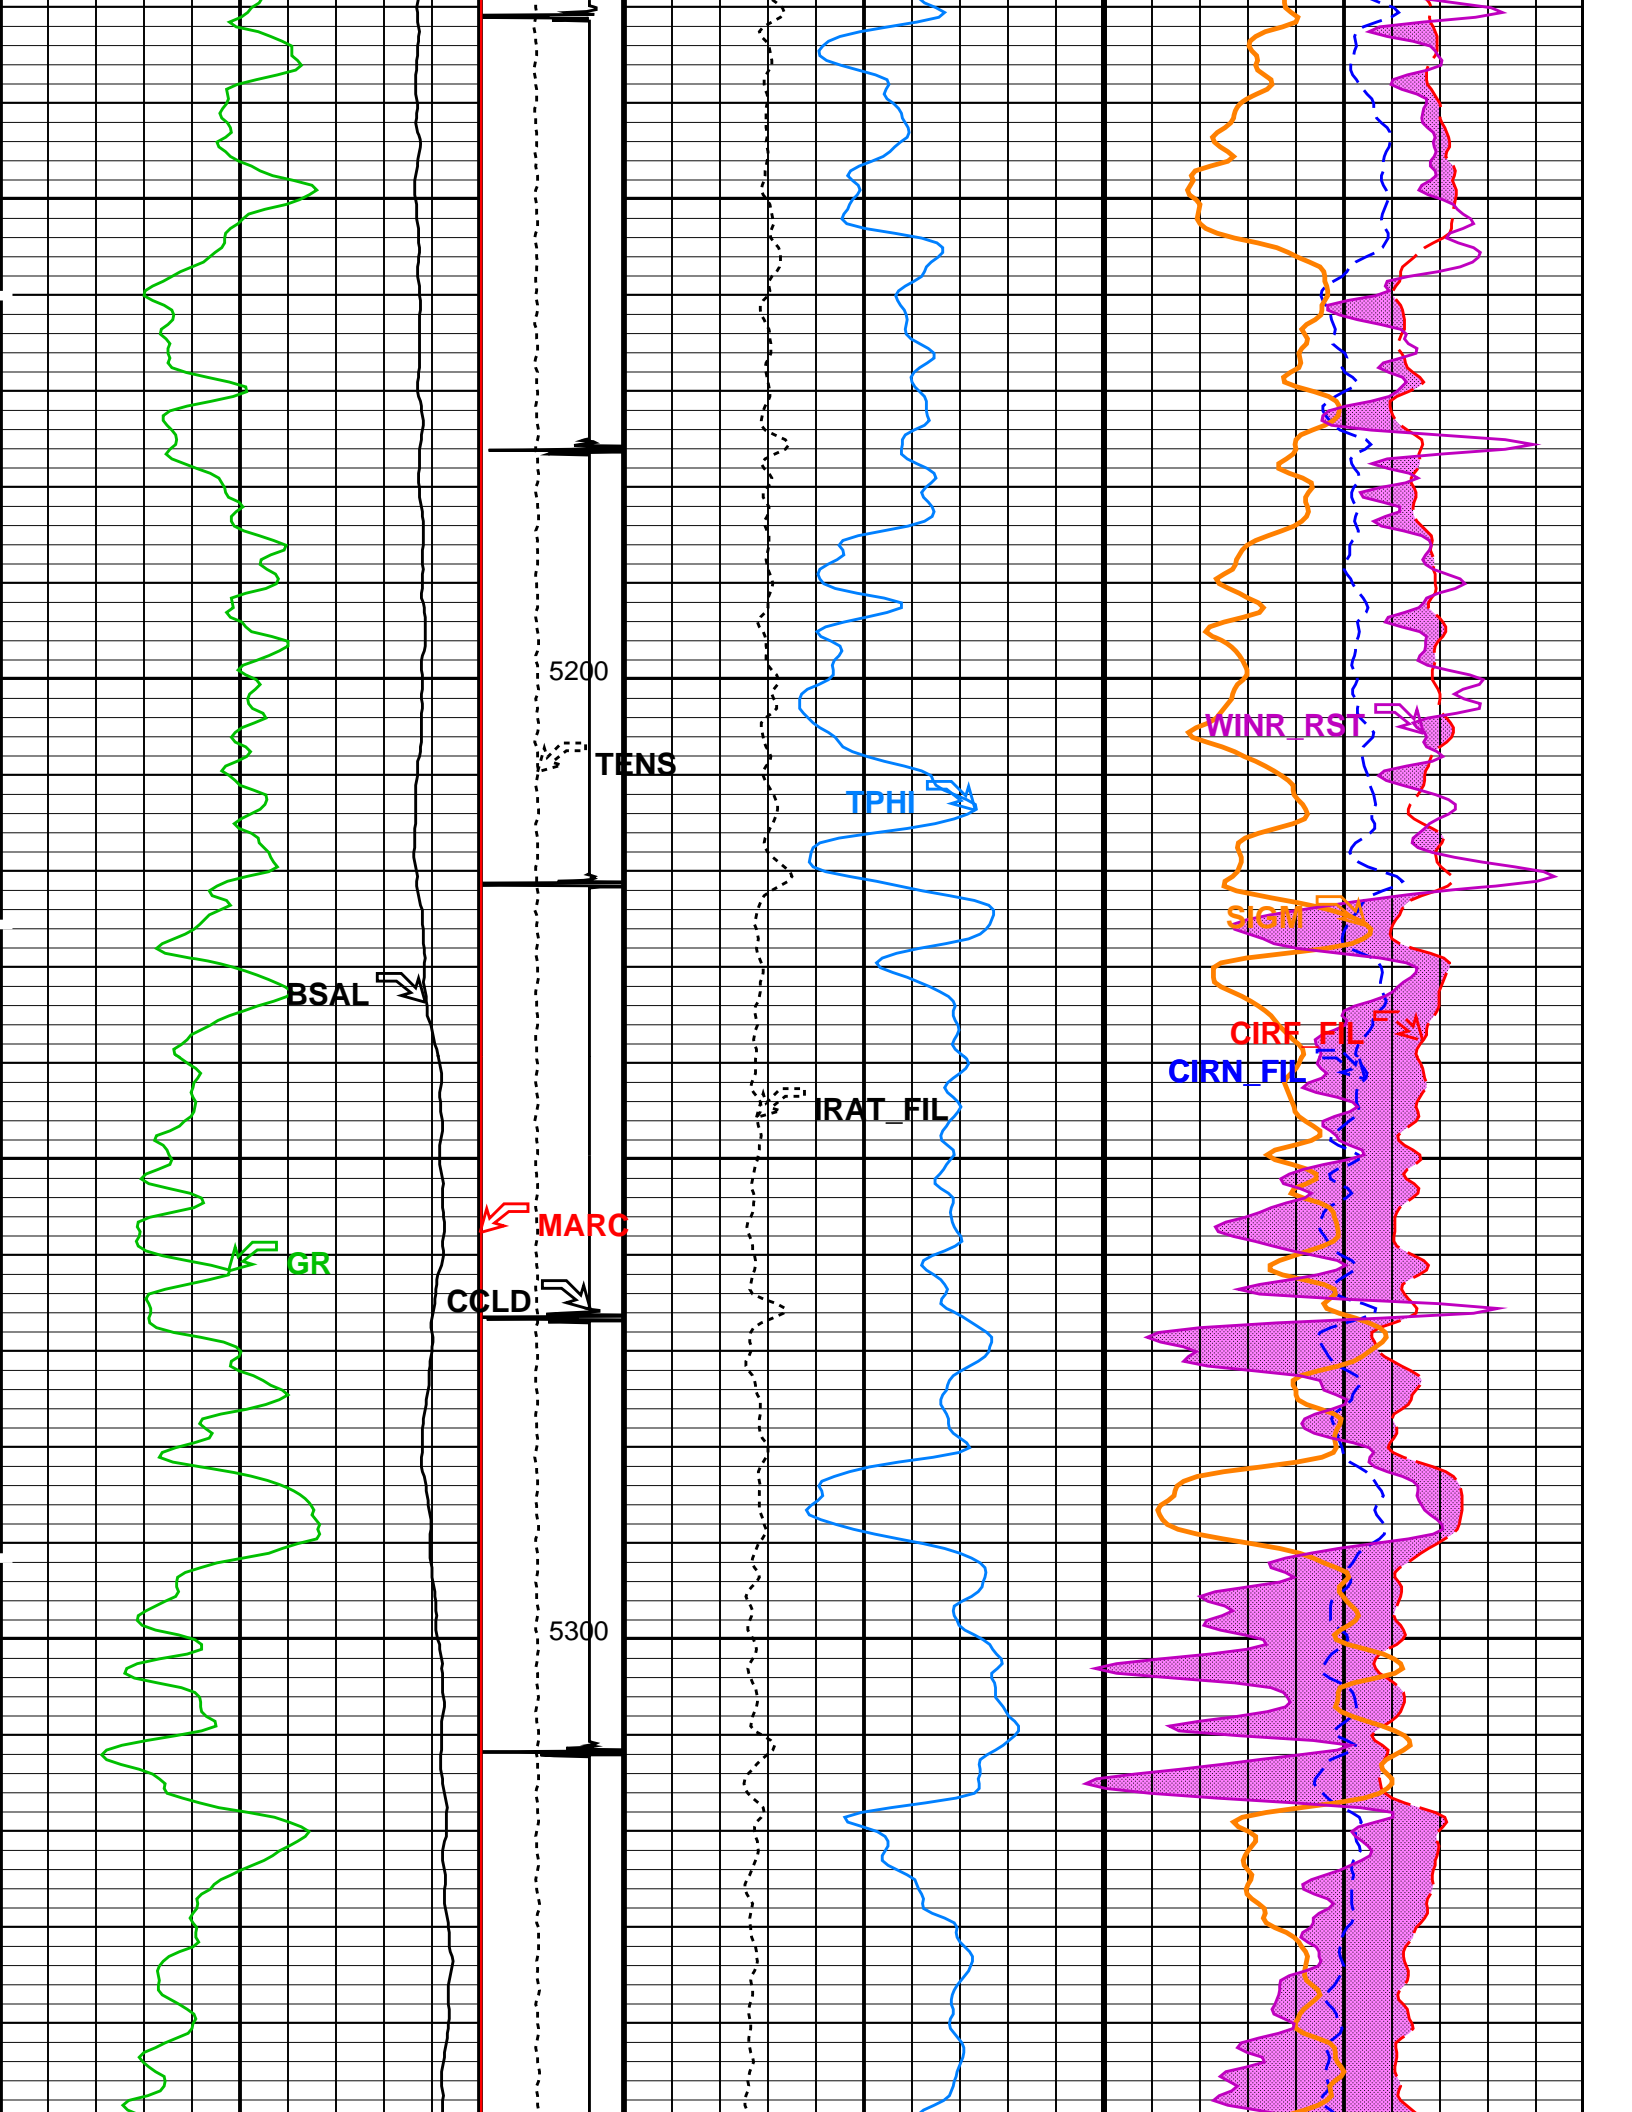 5200
WINR_RST
TENS
TPHI
SIGM
BSAL
CIRF_FIL
CIRN_FIL
IRAT_FIL
MARC
GR
CCLD
5300